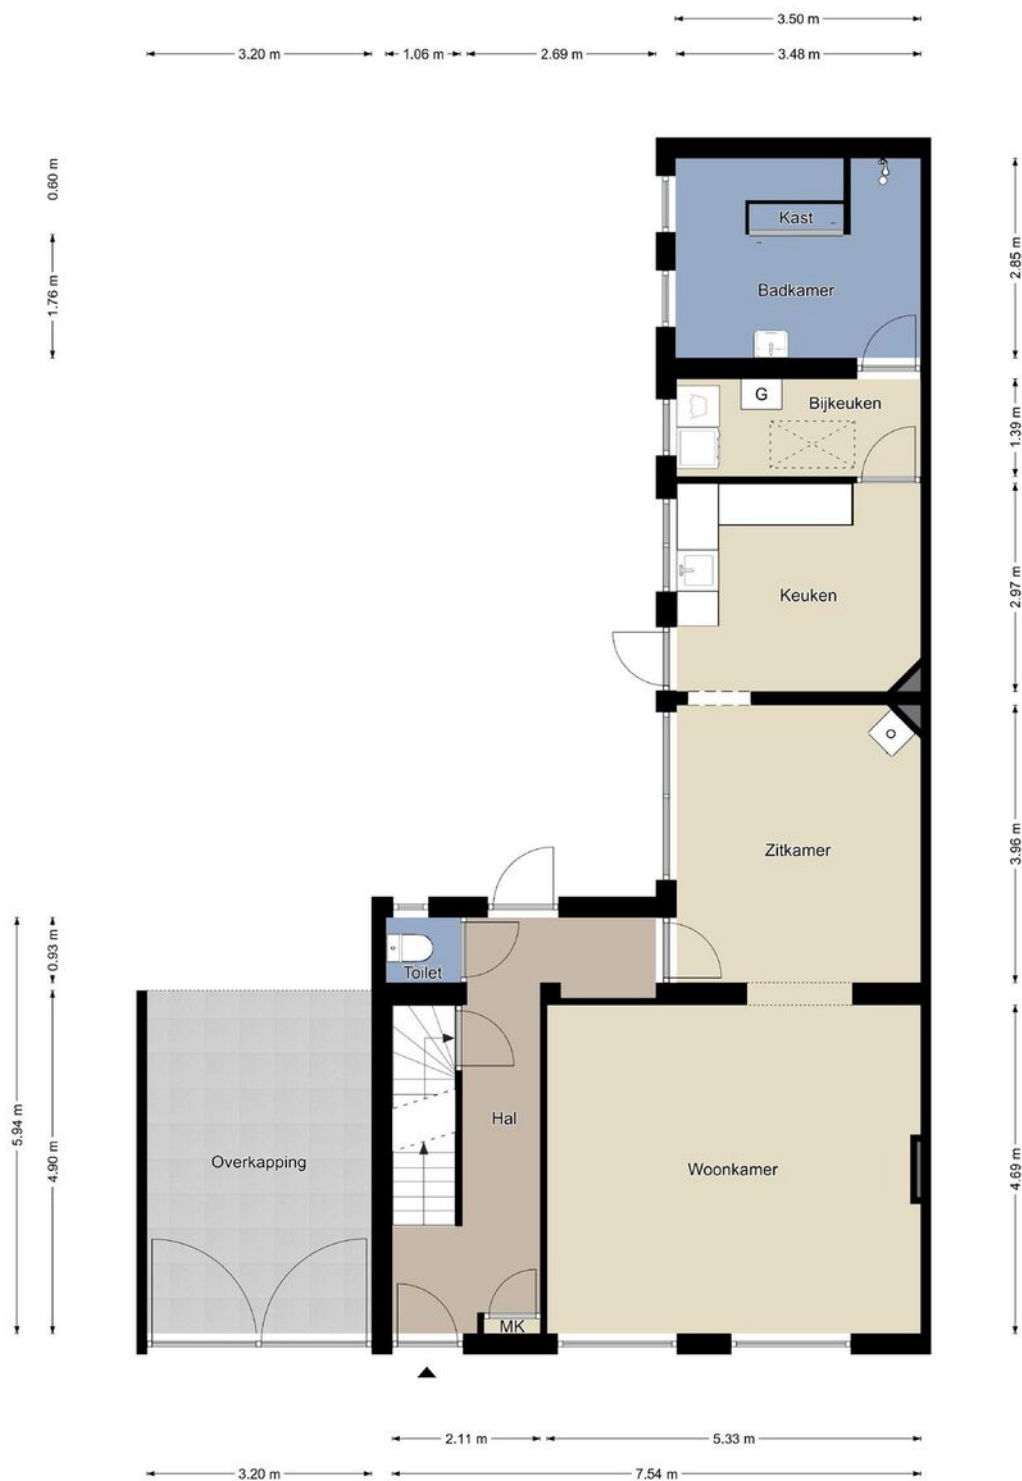 3.50 m
3.20 m 1.06 m 2.69 m 3.48 m
0.60 m
1.76 m
2.85 m
Kast
Badkamer
G
Bijkeuken
1.39 m
Keuken
2.97 m
Zitkamer
3.96 m
Toilet
0.93 m
5.94 m
4.90 m
Hal
Overkapping
Woonkamer
4.69 m
MK
2.11 m 5.33 m
3.20 m 7.54 m